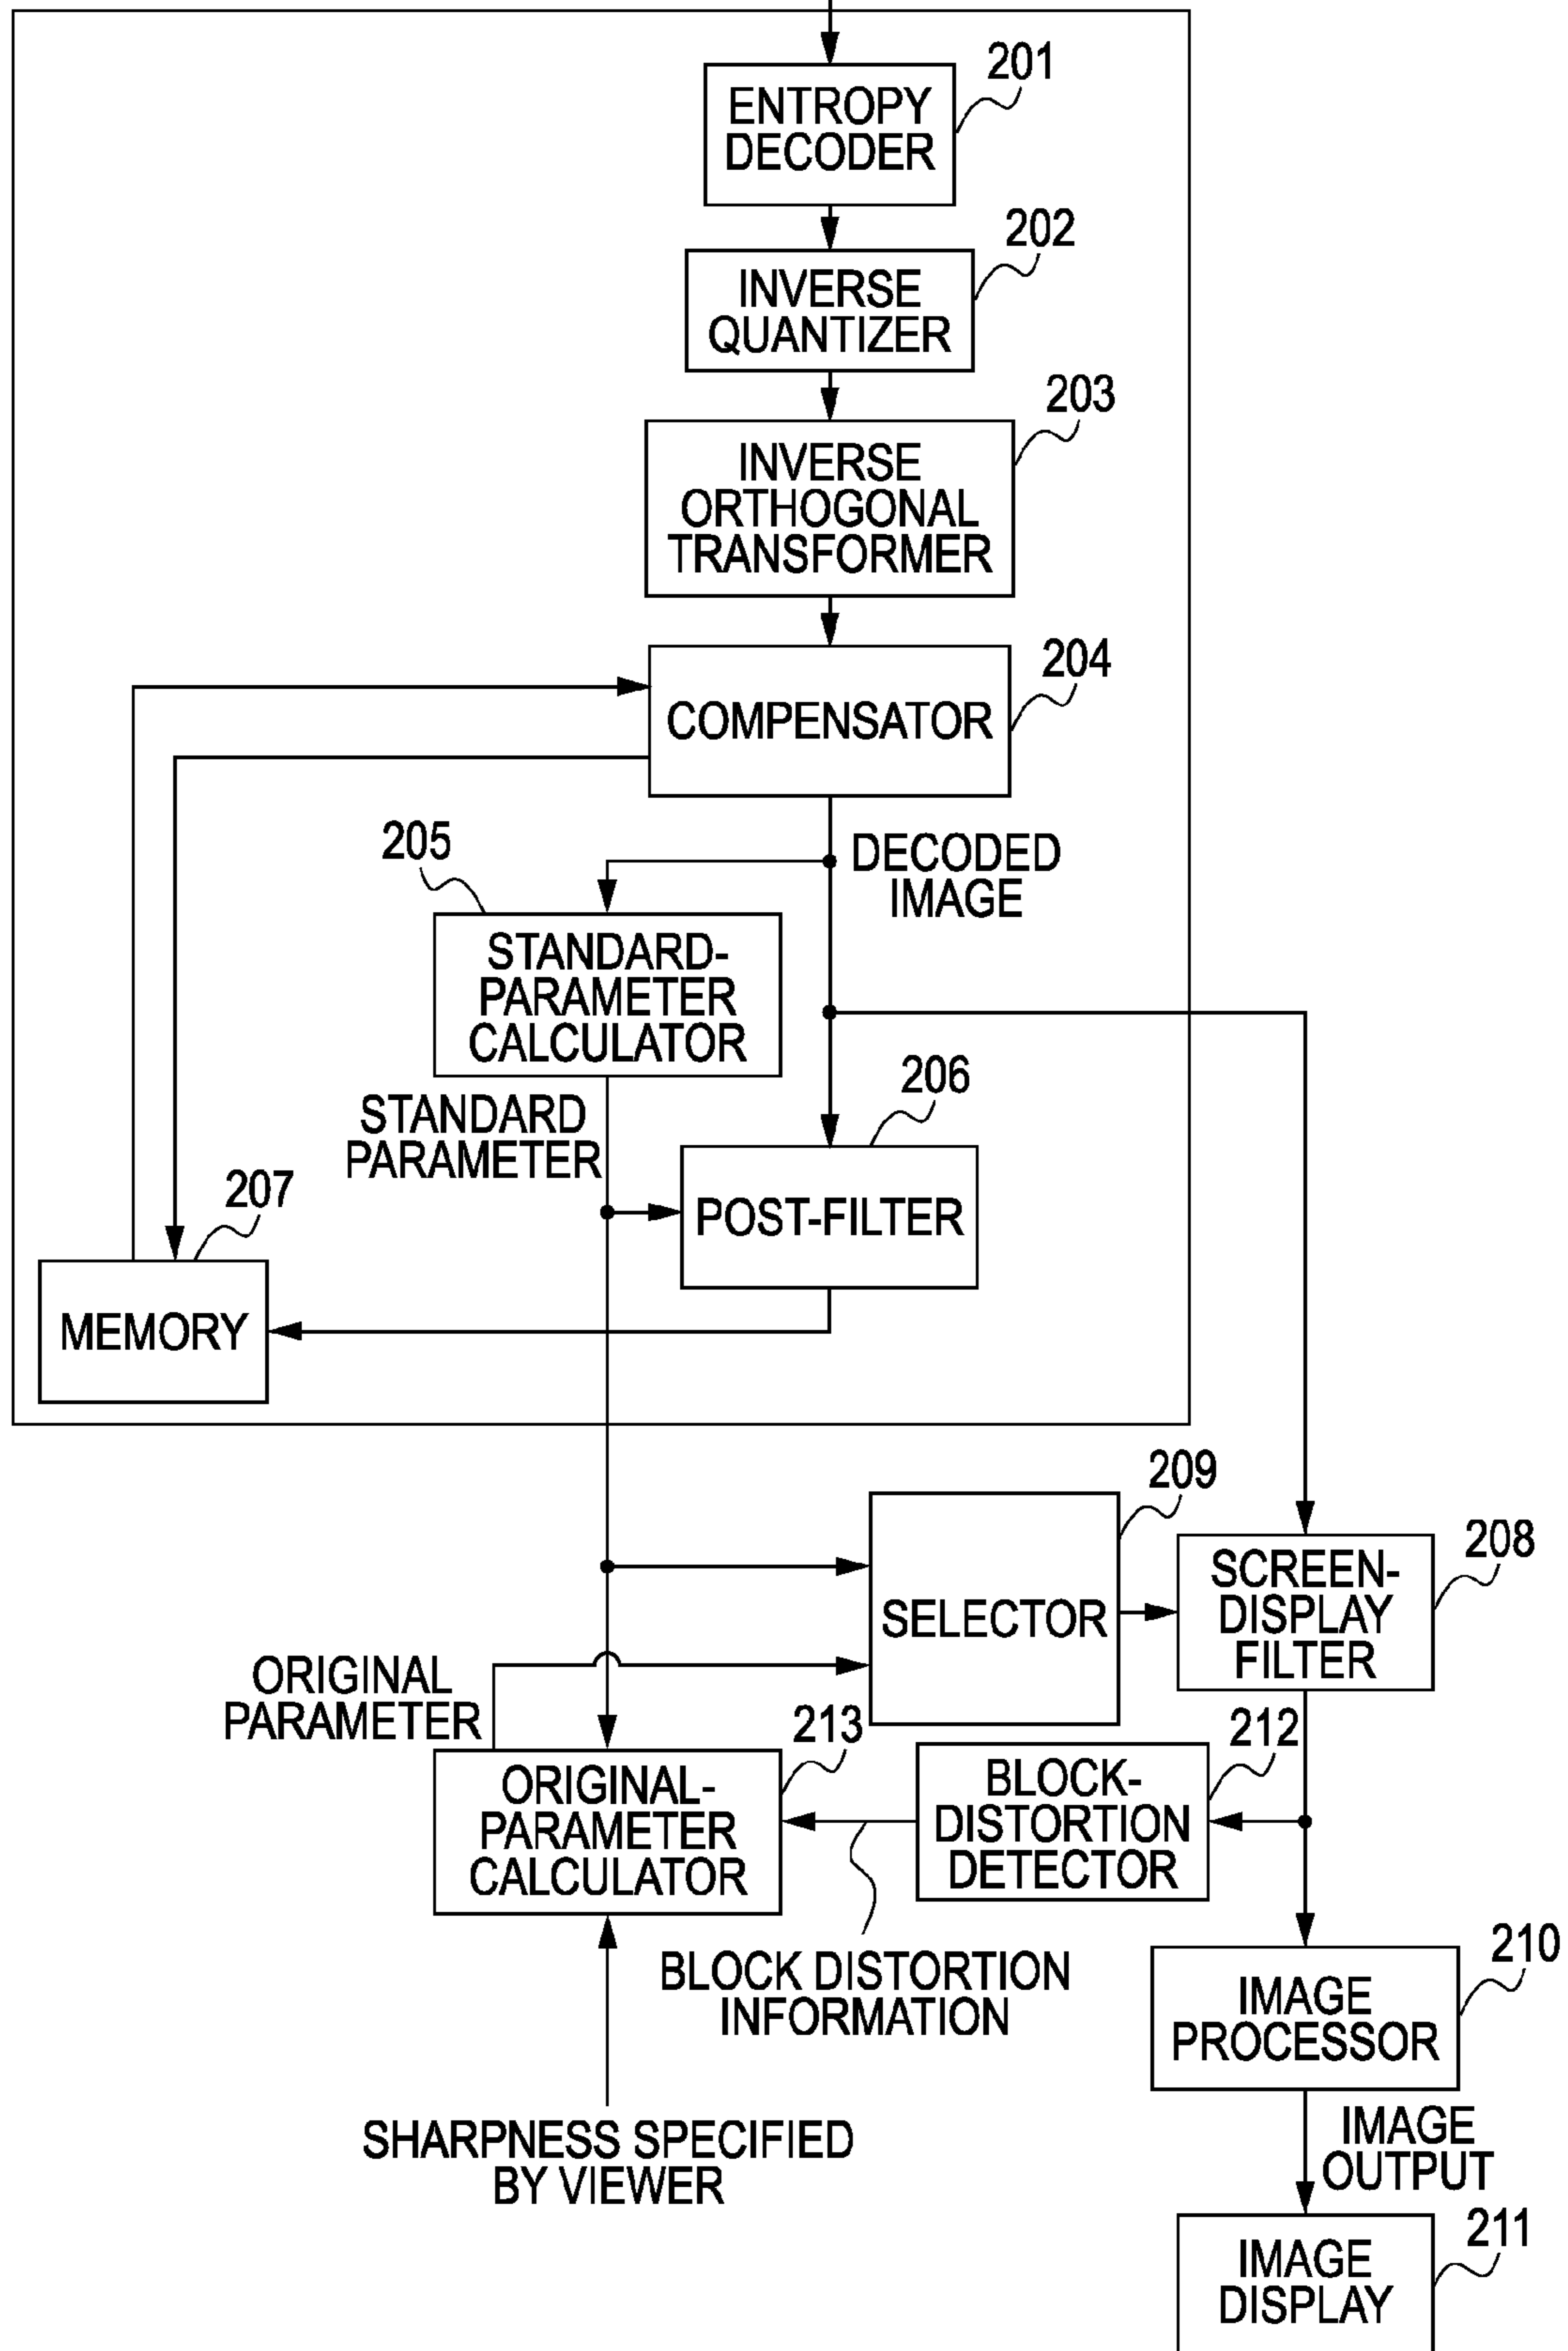 201
ENTROPY
DECODER
202
INVERSE
QUANTIZER
203
INVERSE
ORTHOGONAL
TRANSFORMER
204
COMPENSATOR
205
DECODED
IMAGE
STANDARD-
PARAMETER
CALCULATOR
206
STANDARD
PARAMETER
207
POST-FILTER
MEMORY
209
208
SCREEN-
DISPLAY
FILTER
SELECTOR
ORIGINAL
PARAMETER
213
212
ORIGINAL-
PARAMETER
CALCULATOR
BLOCK-
DISTORTION
DETECTOR
210
BLOCK DISTORTION
INFORMATION
IMAGE
PROCESSOR
SHARPNESS SPECIFIED
BY VIEWER
IMAGE
OUTPUT
211
IMAGE
DISPLAY